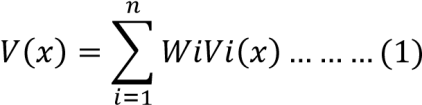 V(x) = ∑_{i=1}^{n} WiVi(x) … … … (1)